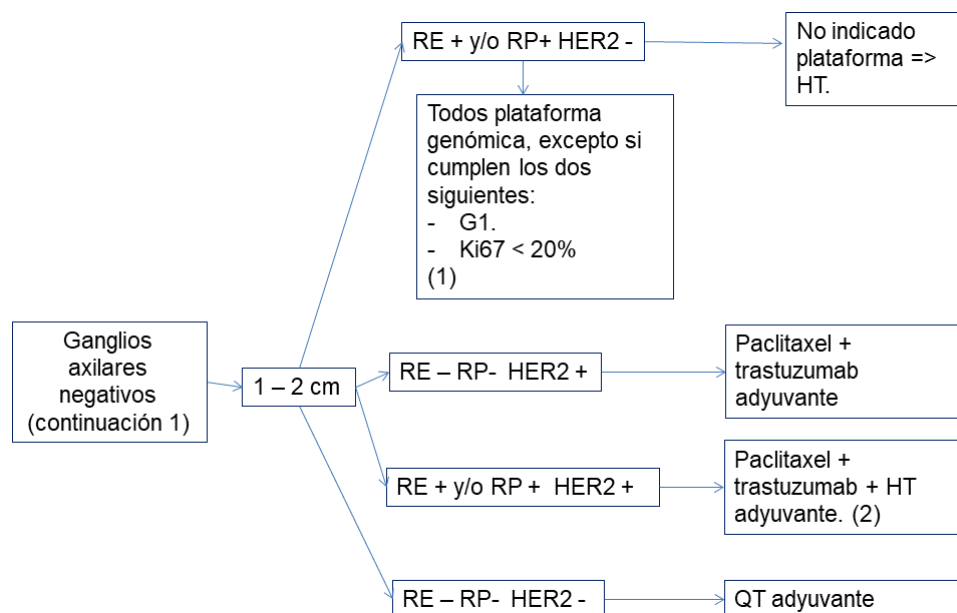 RE + y/o RP+ HER2 -
No indicado
plataforma =>
HT.
Todos plataforma
genómica, excepto si
cumplen los dos
siguientes:
- G1.
- Ki67 < 20%
(1)
Ganglios
axilares
negativos
(continuación 1)
1 – 2 cm
RE – RP- HER2 +
Paclitaxel +
trastuzumab
adyuvante
RE + y/o RP + HER2 +
Paclitaxel +
trastuzumab + HT
adyuvante. (2)
RE – RP- HER2 -
QT adyuvante